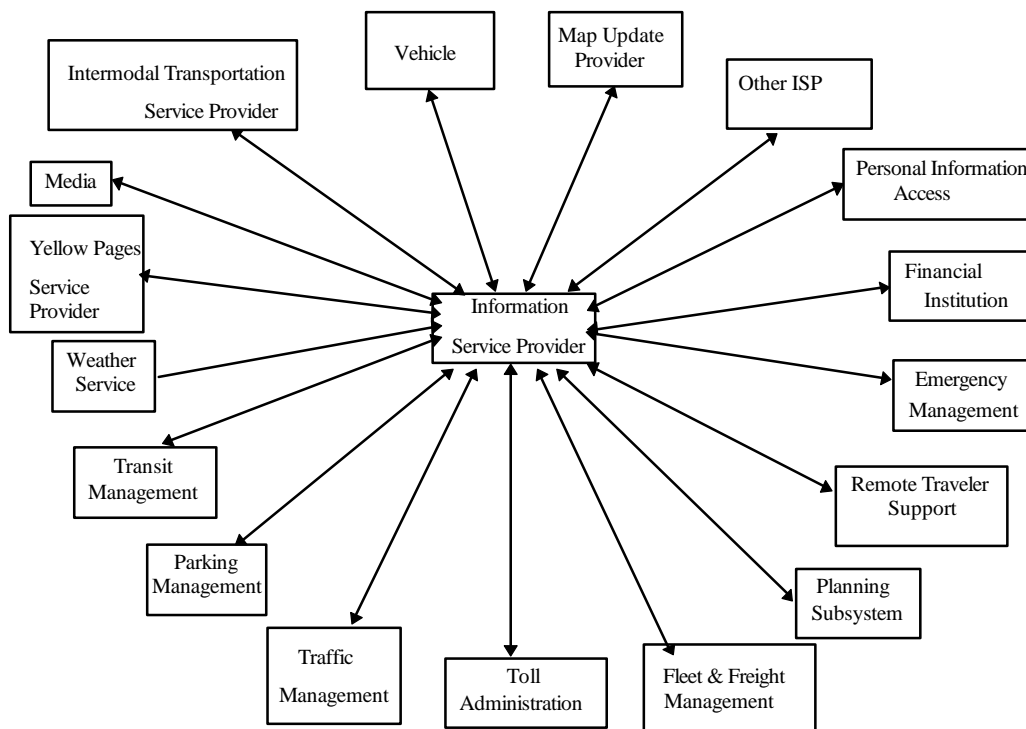 Intermodal Transportation
Service Provider
Vehicle
Map Update
Provider
Other ISP
Personal Information
Access
Media
Yellow Pages
Service
Provider
Financial
Institution
Information
Service Provider
Weather
Service
Emergency
Management
Transit
Management
Remote Traveler
Support
Parking
Management
Planning
Subsystem
Traffic
Management
Toll
Administration
Fleet & Freight
Management